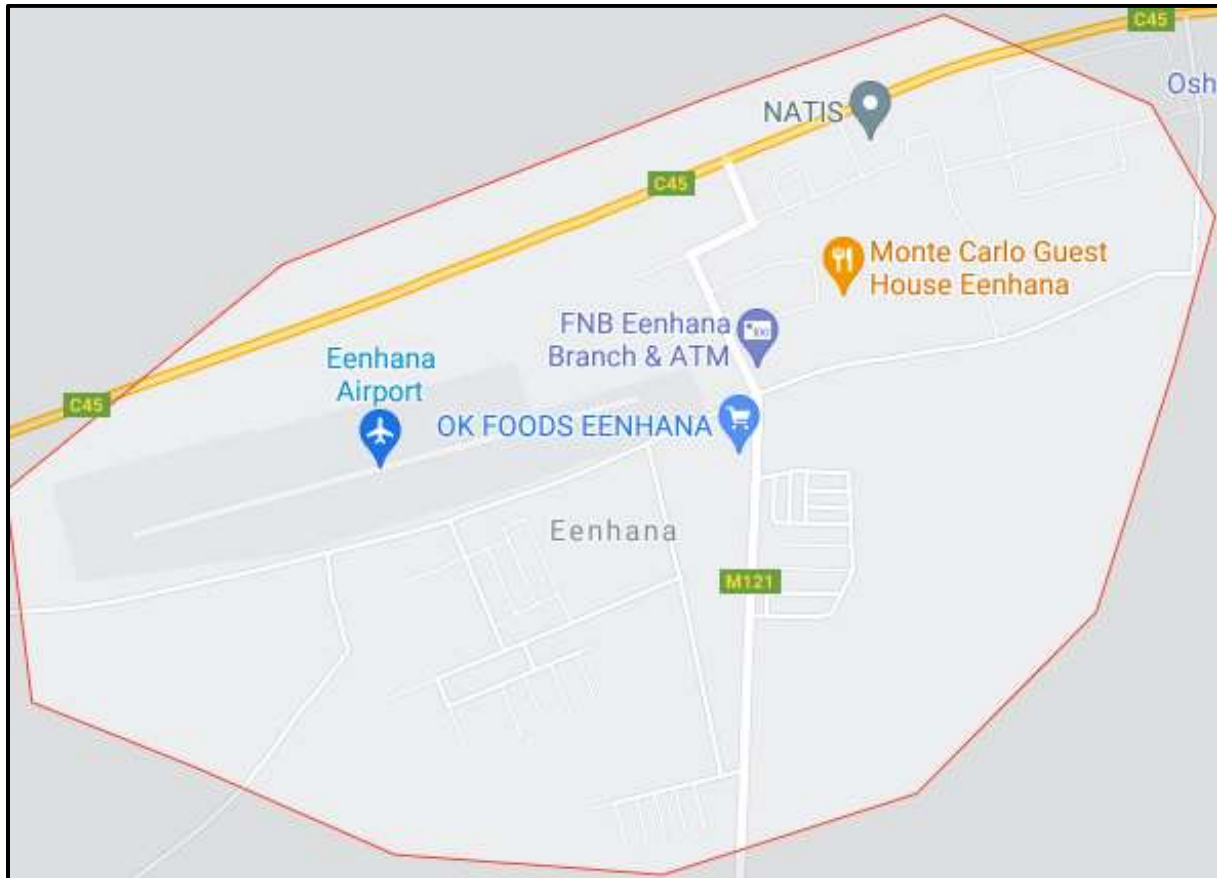 C45
Osh
NATIS
C45
Monte Carlo Guest
House Eenhana
FNB Eenhana
Branch & ATM
Eenhana
Airport
C45
OK FOODS EENHANA
Eenhana
M121